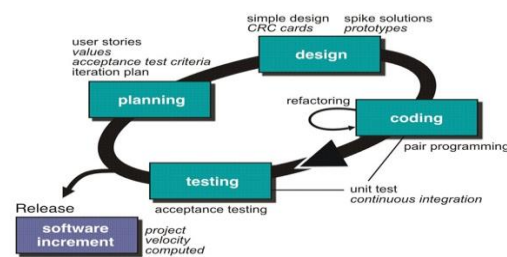 simple design
CRC cards
spike solutions
prototypes
user stories
values
acceptance test criteria
iteration plan
design
planning
refactoring
coding
pair programming
testing
unit test
continuous integration
acceptance testing
Release
software
increment
project
velocity
computed